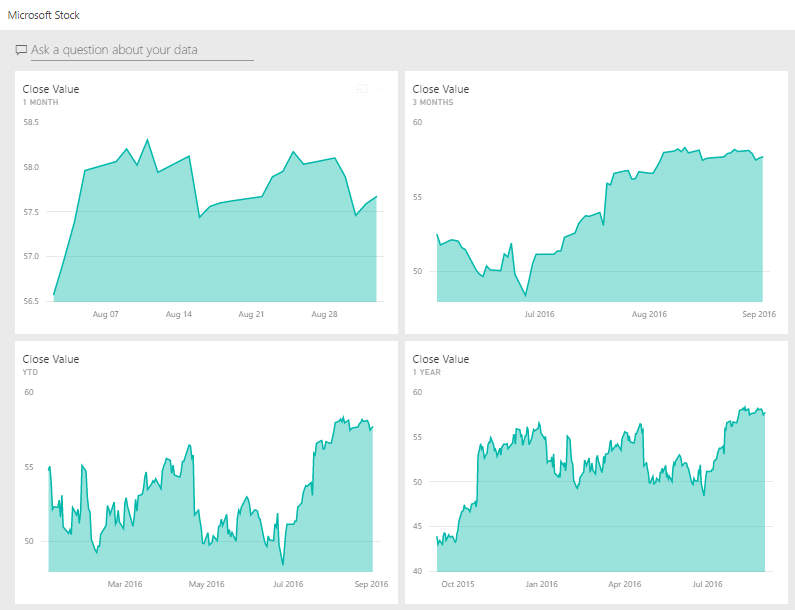 Microsoft Stock
Ask a question about your data
Close Value
1 MONTH
58.5
58.0
57.5
57.0
56.5
Aug 07 Aug 14 Aug 21 Aug 28
Close Value
3 MONTHS
60
55
50
Jul 2016 Aug 2016 Sep 2016
Close Value
YTD
60
55
50
Mar 2016 May 2016 Jul 2016 Sep 2016
Close Value
1 YEAR
60
55
50
45
40
Oct 2015 Jan 2016 Apr 2016 Jul 2016